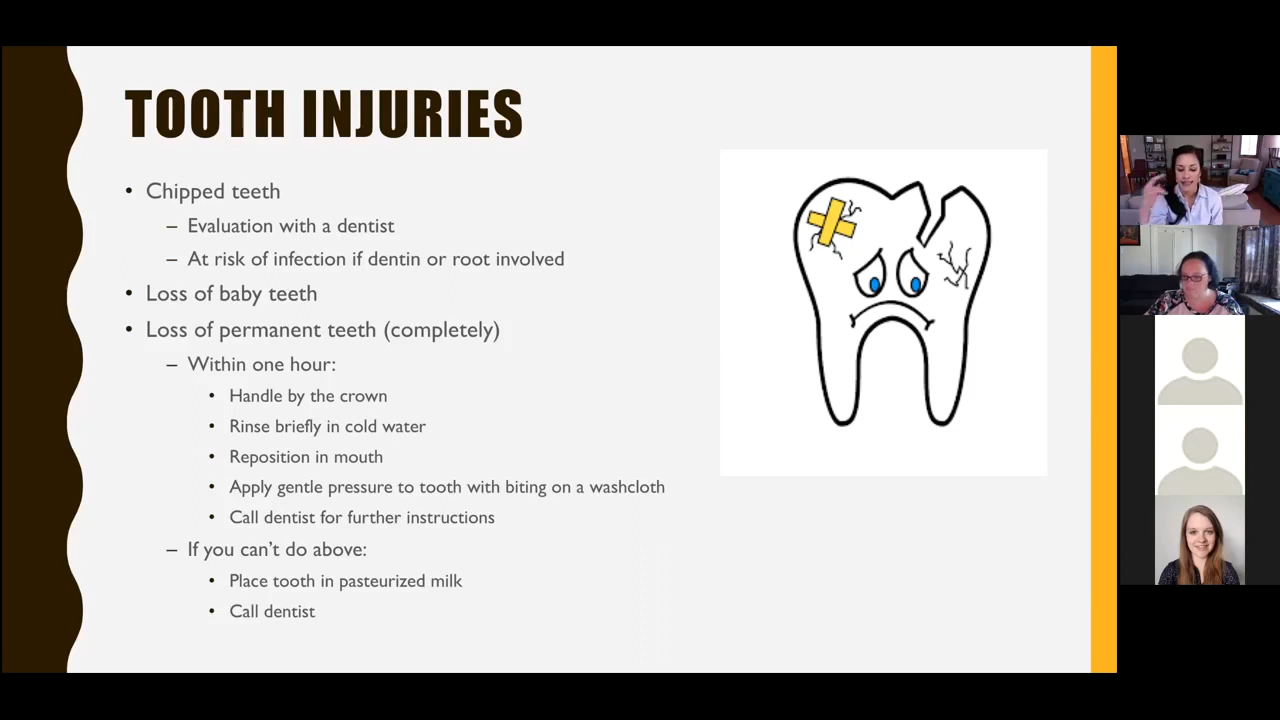 TOOTH INJURIES
• Chipped teeth
– Evaluation with a dentist
– At risk of infection if dentin or root involved
• Loss of baby teeth
• Loss of permanent teeth (completely)
– Within one hour:
• Handle by the crown
• Rinse briefly in cold water
• Reposition in mouth
• Apply gentle pressure to tooth with biting on a washcloth
• Call dentist for further instructions
– If you can't do above:
• Place tooth in pasteurized milk
• Call dentist